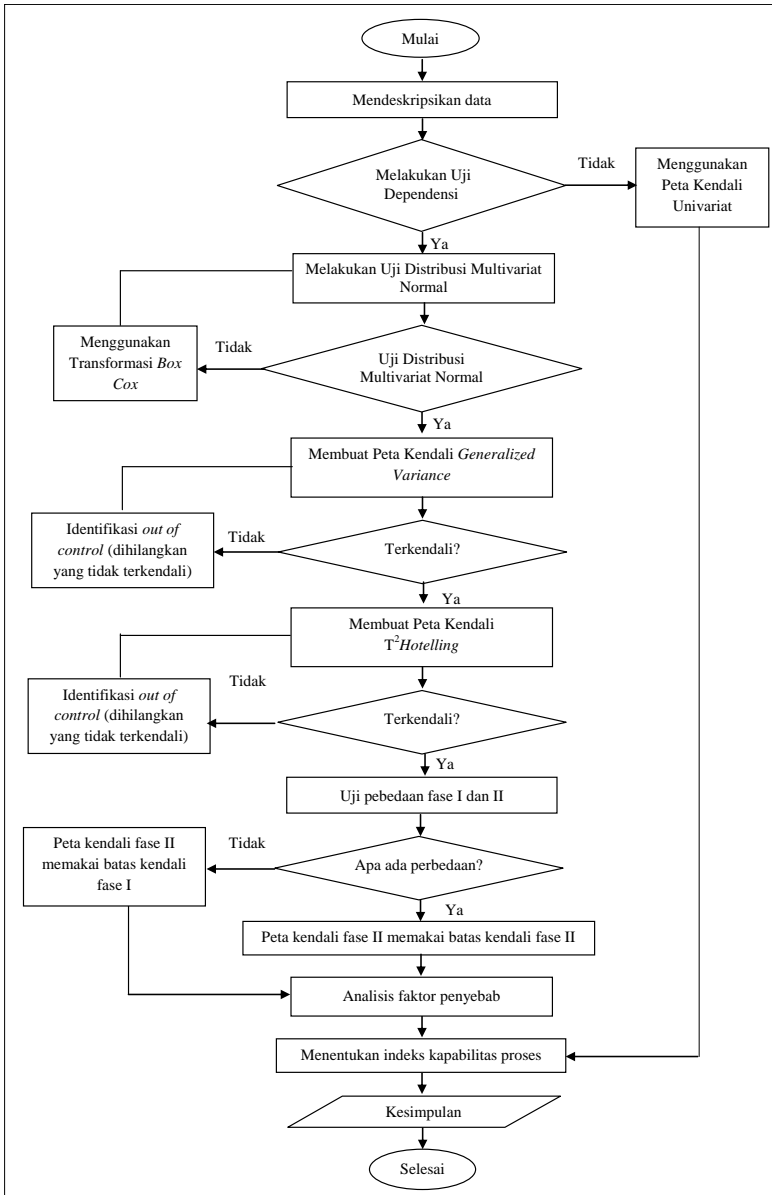 Mulai
Mendeskripsikan data
Melakukan Uji
Dependensi
Tidak
Menggunakan
Peta Kendali
Univariat
Ya
Melakukan Uji Distribusi Multivariat
Normal
Menggunakan
Transformasi Box
Cox
Tidak
Uji Distribusi
Multivariat Normal
Ya
Membuat Peta Kendali Generalized
Variance
Identifikasi out of
control (dihilangkan
yang tidak terkendali)
Tidak
Terkendali?
Ya
Membuat Peta Kendali
T²Hotelling
Identifikasi out of
control (dihilangkan
yang tidak terkendali)
Tidak
Terkendali?
Ya
Uji pebedaan fase I dan II
Peta kendali fase II
memakai batas kendali
fase I
Tidak
Apa ada perbedaan?
Ya
Peta kendali fase II memakai batas kendali fase II
Analisis faktor penyebab
Menentukan indeks kapabilitas proses
Kesimpulan
Selesai